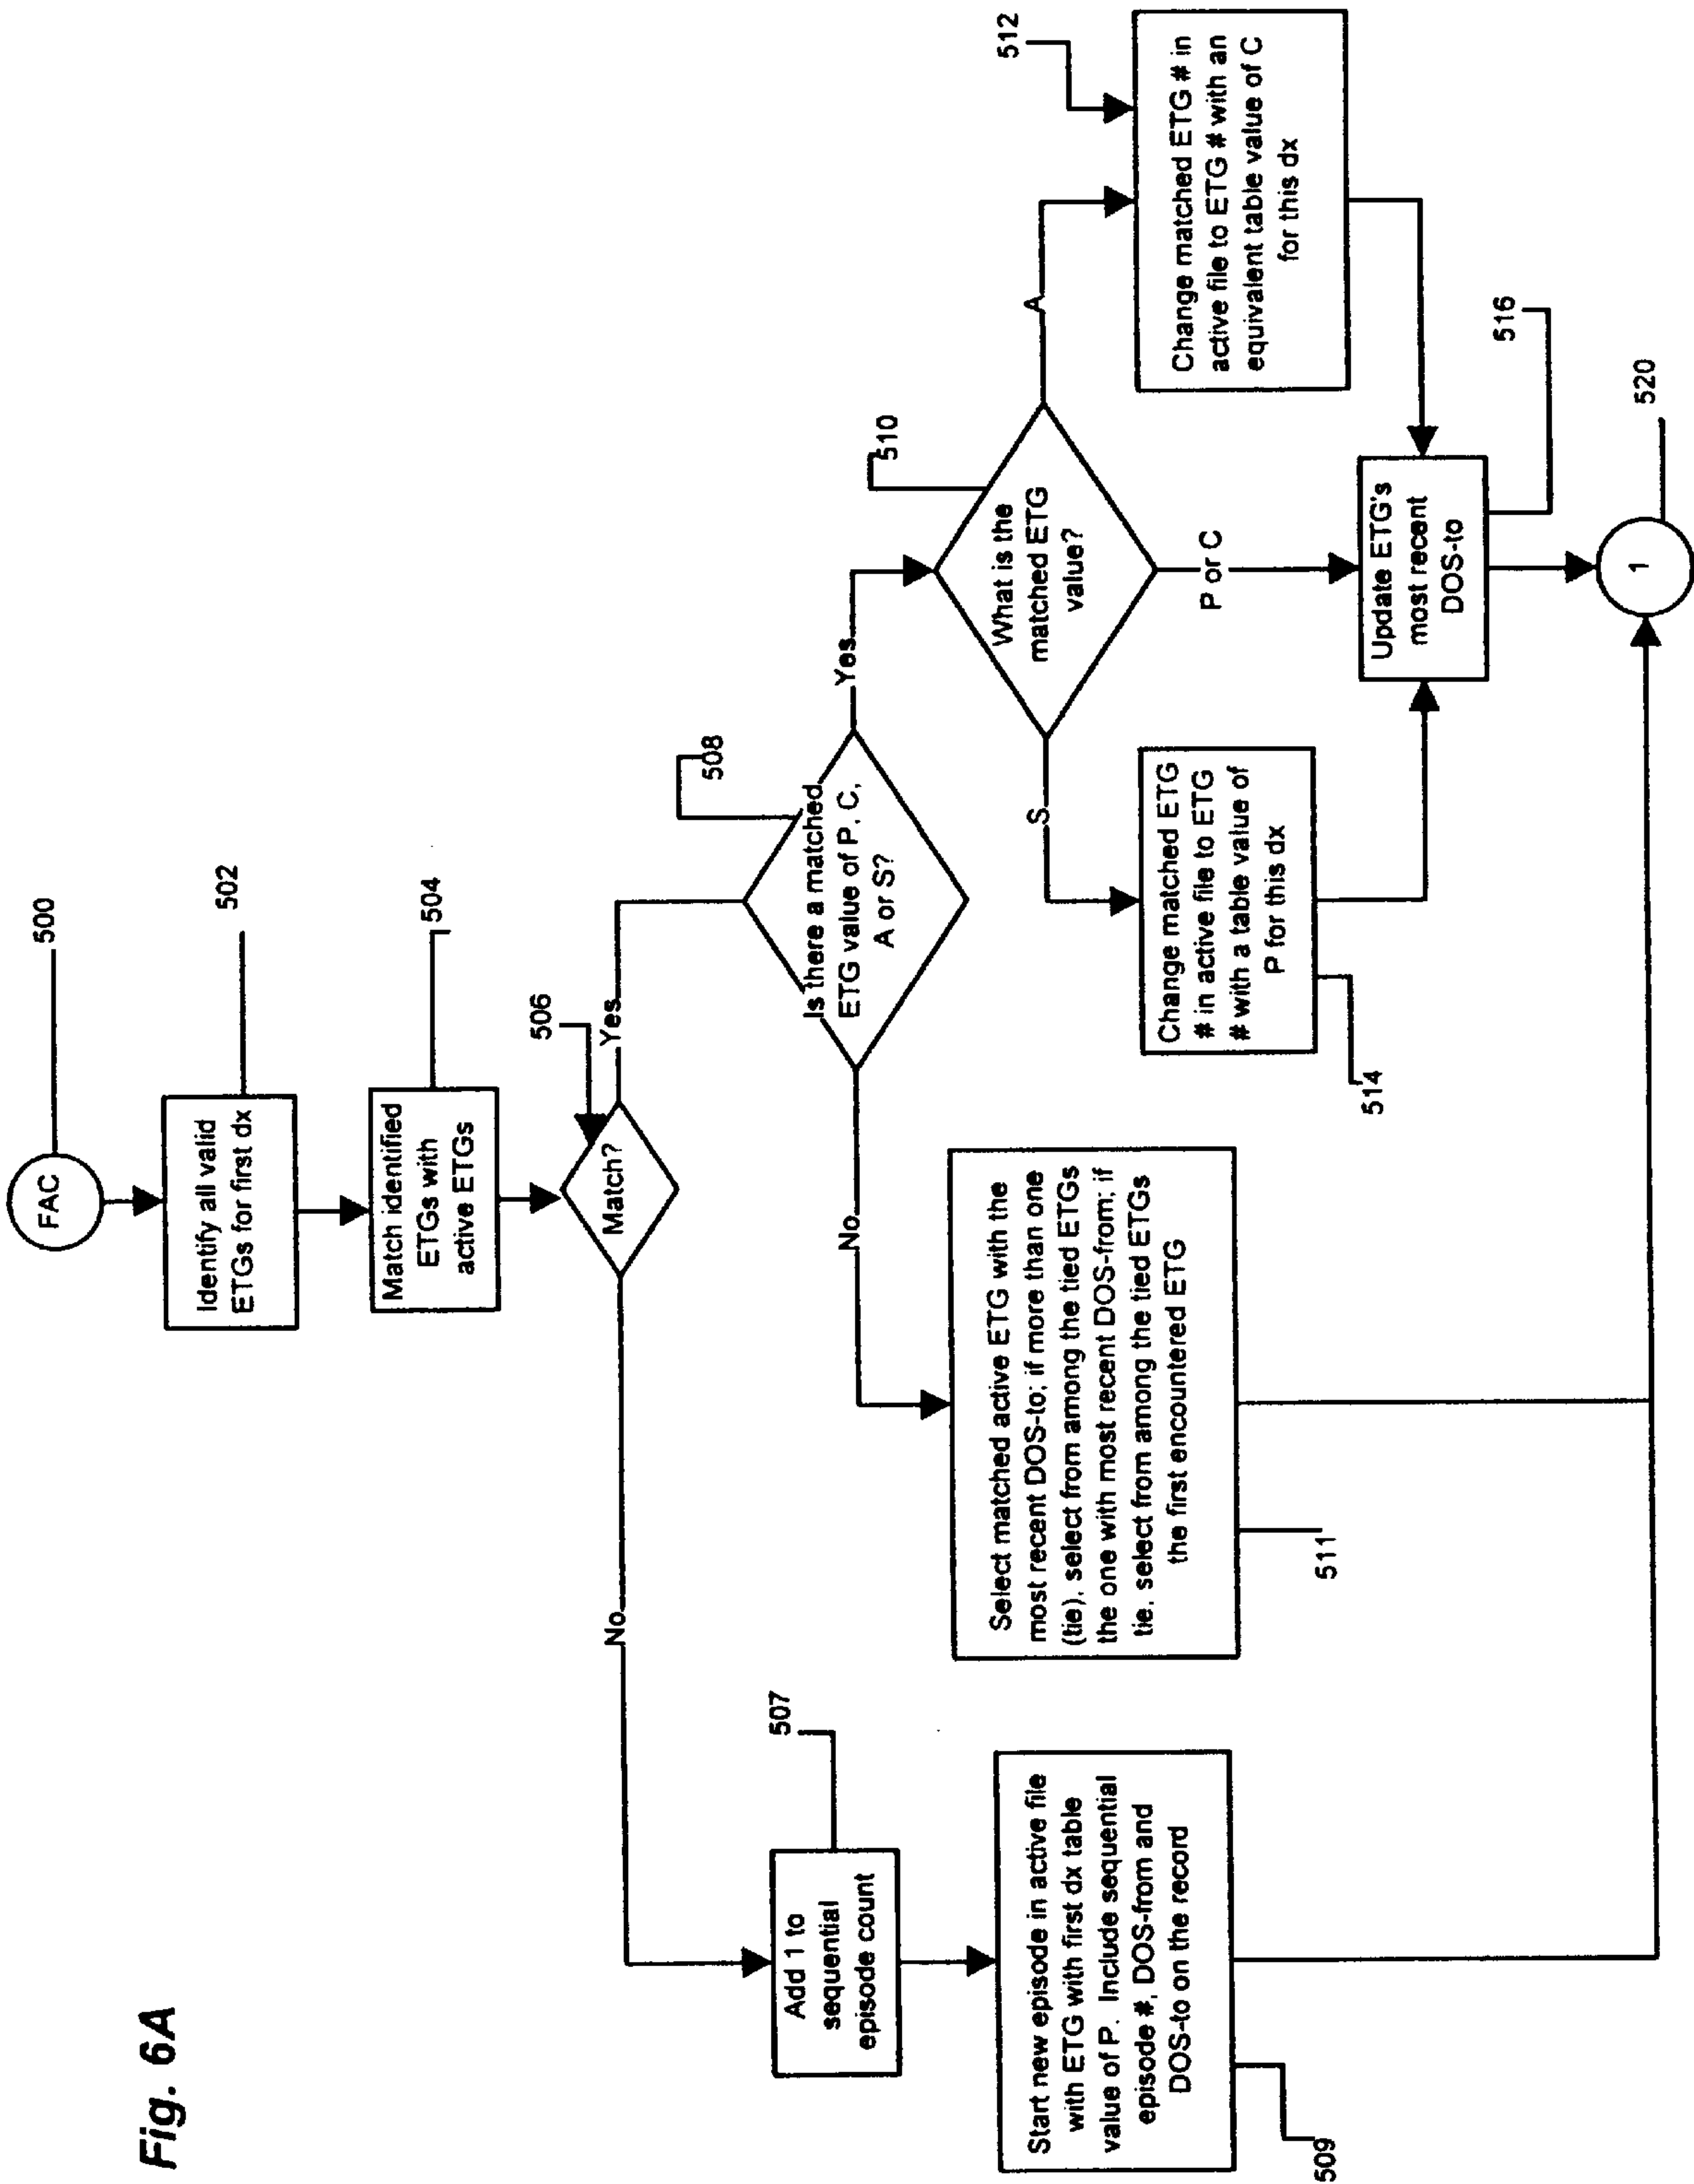 Fig. 6A
FAC
500
Identify all valid
ETGs for first dx
502
Match identified
ETGs with
active ETGs
504
Match?
506
No
Yes
Add 1 to
sequential
episode count
507
Start new episode in active file
with ETG with first dx table
value of P. Include sequential
episode #, DOS-from and
DOS-to on the record
509
Is there a matched
ETG value of P, C,
A or S?
508
No
Yes
Select matched active ETG with the
most recent DOS-to; if more than one
(tie), select from among the tied ETGs
the one with most recent DOS-from; if
tie, select from among the tied ETGs
the first encountered ETG
511
What is the
matched ETG
value?
510
S
P or C
A
Change matched ETG
# in active file to ETG
# with a table value of
P for this dx
514
Change matched ETG # in
active file to ETG # with an
equivalent table value of C
for this dx
512
Update ETG's
most recent
DOS-to
516
1
520